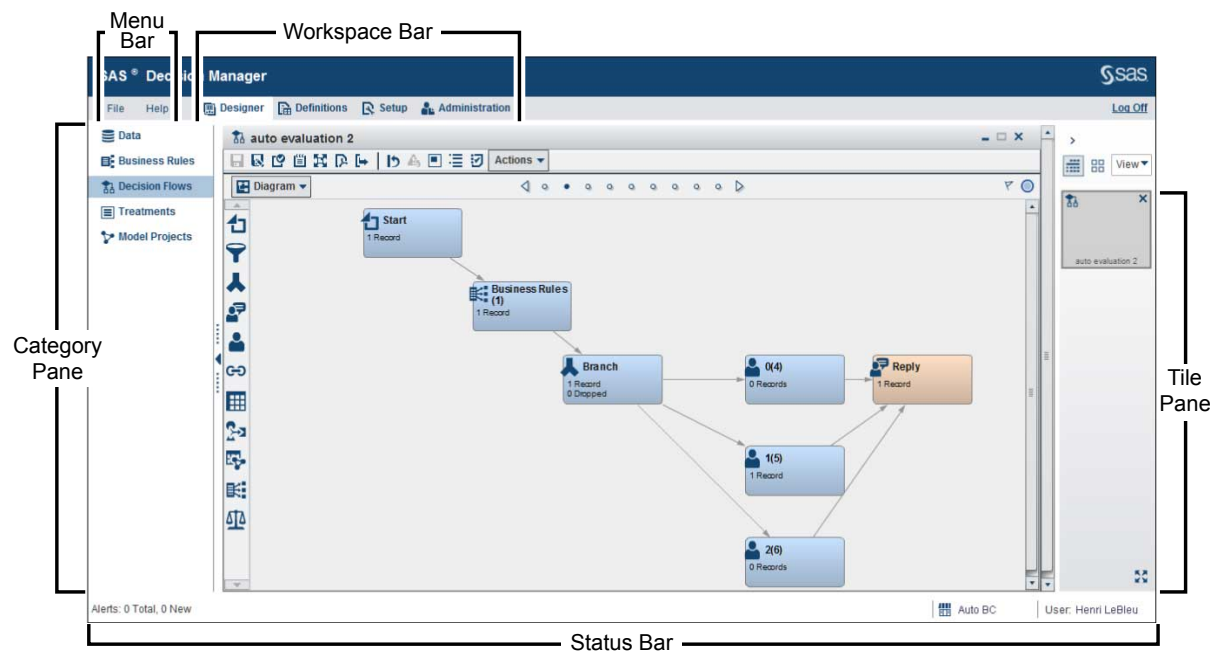 Menu
Bar
Workspace Bar
SAS ® Decision Manager
sas
File Help Designer Definitions Setup Administration Log Off
Data
Business Rules
Decision Flows
Treatments
Model Projects
auto evaluation 2
Actions
Diagram
View
auto evaluation 2
Start
1 Record
Business Rules
(1)
1 Record
Branch
1 Record
0 Dropped
0(4)
0 Records
Reply
1 Record
1(5)
1 Record
2(6)
0 Records
Category
Pane
Tile
Pane
Alerts: 0 Total, 0 New
Auto BC
User: Henri LeBleu
Status Bar